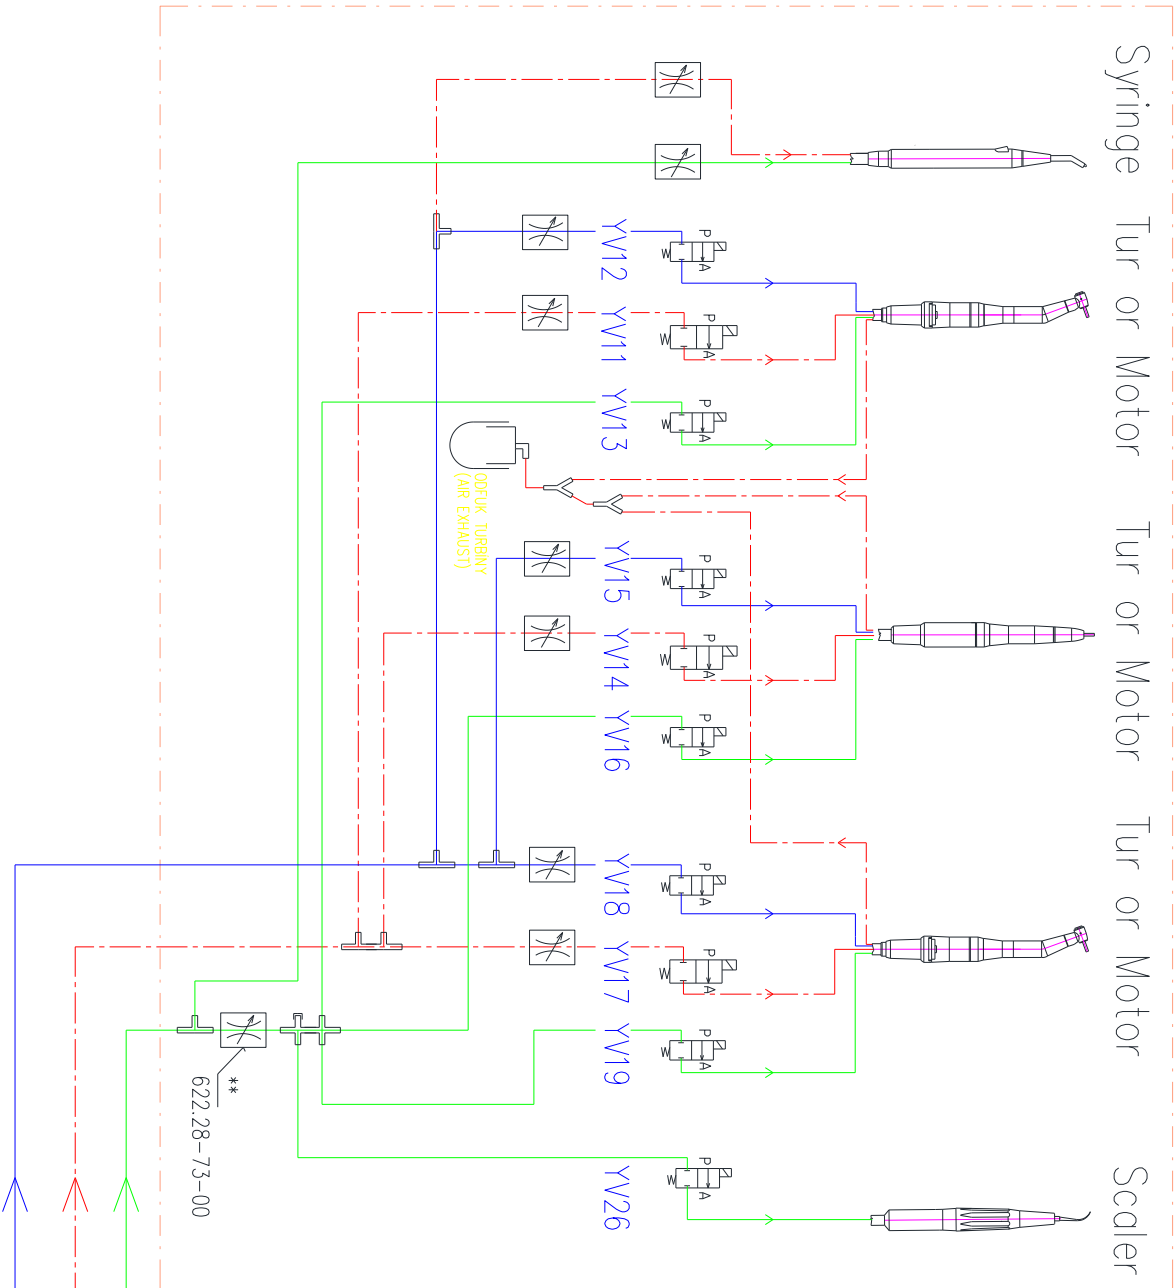 Syringe
Tur or Motor
Tur or Motor
Tur or Motor
Scaler
P A
P A
P A
P A
P A
P A
P A
P A
P A
P A
YV12
YV11
YV13
YV15
YV14
YV16
YV18
YV17
YV19
YV26
ODFUK TURBINY
(AIR EXHAUST)
**
622.28-73-00